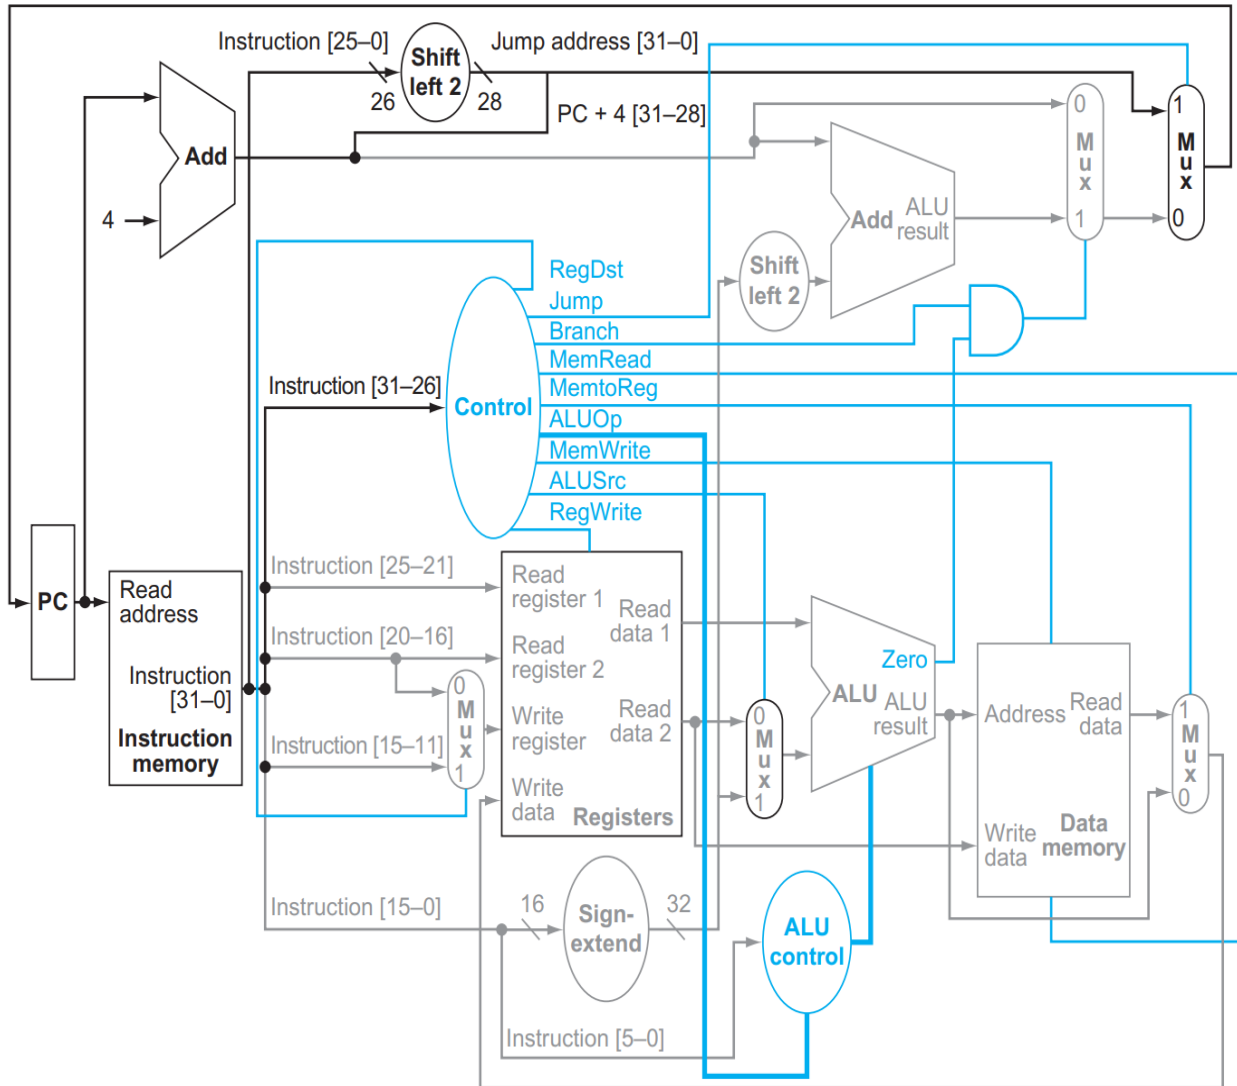 Instruction [25–0]
Shift
left 2
Jump address [31–0]
26
28
PC + 4 [31–28]
Add
4
0
M
u
x
1
1
M
u
x
0
Add
ALU
result
Shift
left 2
RegDst
Jump
Branch
MemRead
MemtoReg
ALUOp
MemWrite
ALUSrc
RegWrite
Instruction [31–26]
Control
PC
Read
address
Instruction
[31–0]
Instruction
memory
Instruction [25–21]
Instruction [20–16]
Instruction [15–11]
0
M
u
x
1
Read
register 1
Read
register 2
Write
register
Write
data
Read
data 1
Read
data 2
Registers
0
M
u
x
1
Zero
ALU
ALU
result
Address
Read
data
Write
data
Data
memory
1
M
u
x
0
Instruction [15–0]
16
Sign-
extend
32
ALU
control
Instruction [5–0]